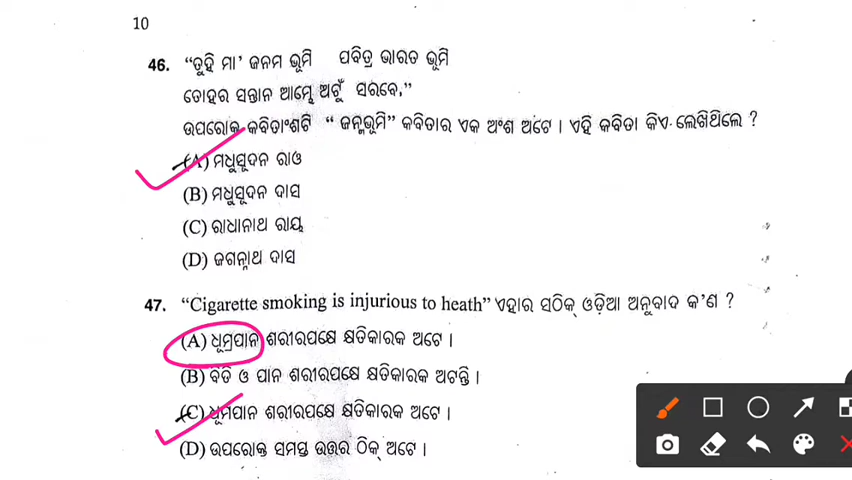 10
46. “ତୁହି ମା’ ଜନମ ଭୂମି ପବିତ୍ର ଭାରତ ଭୂମି
ତୋହର ସନ୍ତାନ ଆମ୍ଭେ ଅଟୁଁ ସରବେ.”
ଉପରୋକ୍ତ କବିତାଂଶଟି “ ଜନ୍ମଭୂମି” କବିତାର ଏକ ଅଂଶ ଅଟେ । ଏହି କବିତା କିଏ ଲେଖିଥିଲେ ?
(A) ମଧୁସୂଦନ ରାଓ
(B) ମଧୁସୂଦନ ଦାସ
(C) ରାଧାନାଥ ରାୟ
(D) ଜଗନ୍ନାଥ ଦାସ
47. “Cigarette smoking is injurious to heath” ଏହାର ସଠିକ୍ ଓଡ଼ିଆ ଅନୁବାଦ କ’ଣ ?
(A) ଧୂମ୍ରପାନ ଶରୀରପକ୍ଷେ କ୍ଷତିକାରକ ଅଟେ ।
(B) ବିଡି ଓ ପାନ ଶରୀରପକ୍ଷେ କ୍ଷତିକାରକ ଅଟନ୍ତି ।
(C) ଧୂମପାନ ଶରୀରପକ୍ଷେ କ୍ଷତିକାରକ ଅଟେ ।
(D) ଉପରୋକ୍ତ ସମସ୍ତ ଉତ୍ତର ଠିକ୍ ଅଟେ ।